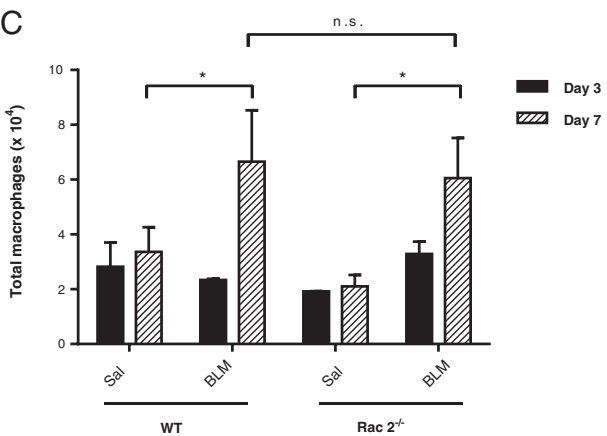 C
n.s.
* *
Day 3
Day 7
Total macrophages (x 10⁴)
10
8
6
4
2
0
Sal BLM Sal BLM
WT Rac 2⁻/⁻